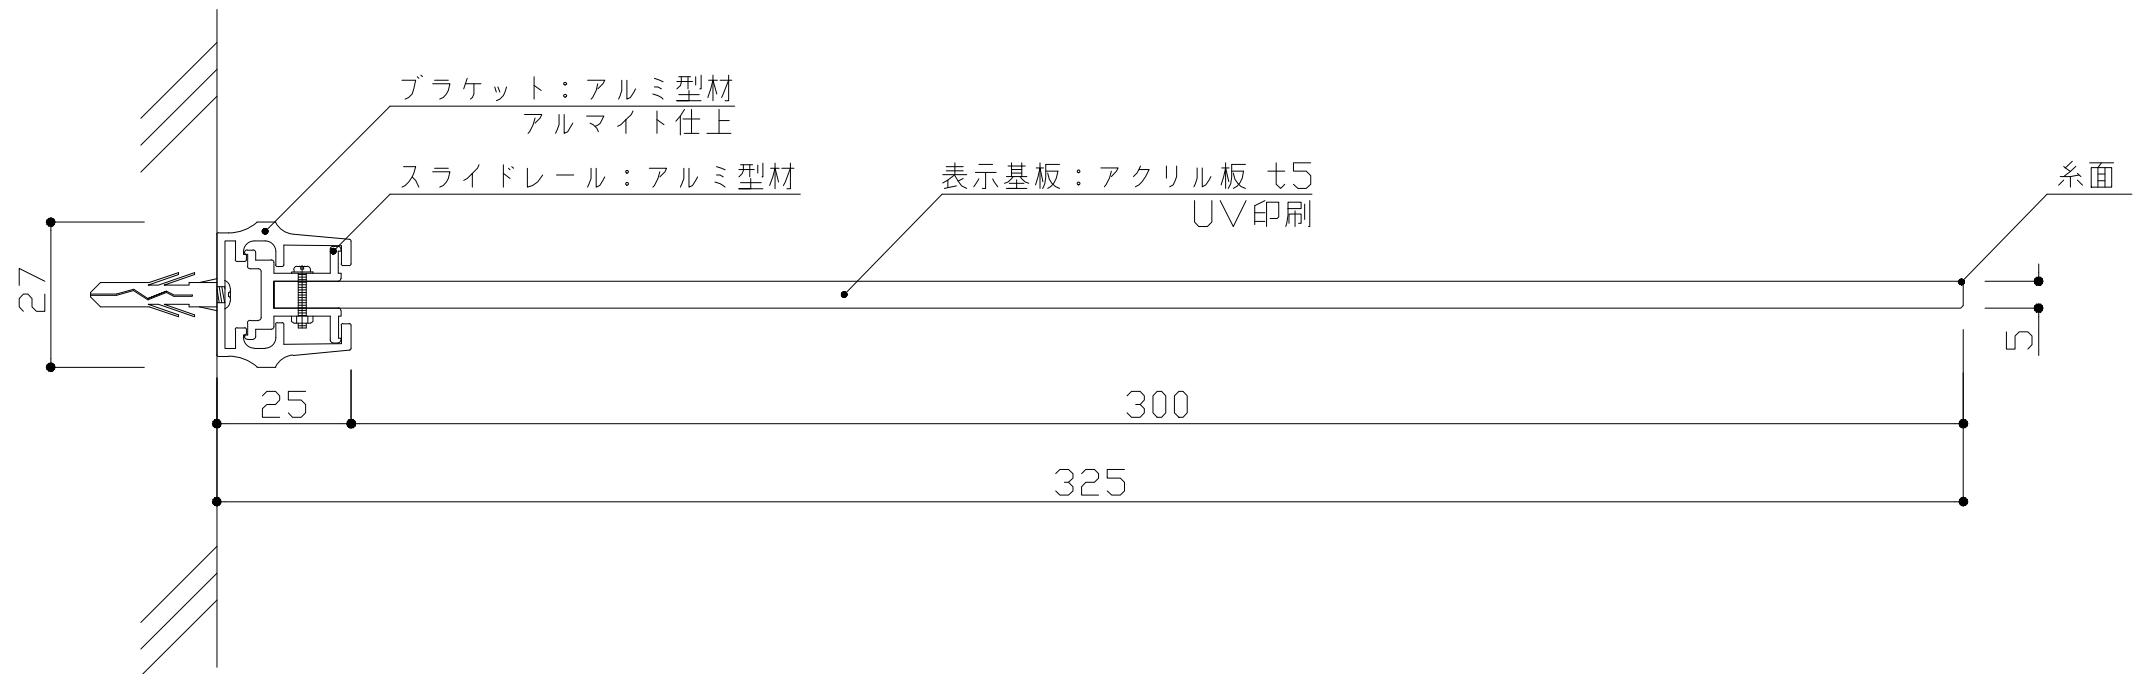 ブラケット：アルミ型材
アルマイト仕上
スライドレール：アルミ型材
表示基板：アクリル板 t5
UV印刷
糸面
27
5
25
300
325